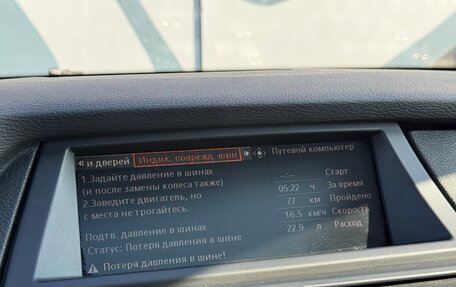 и дверей Индик. поврежд. шин Путевой компьютер
1.Задайте давление в шинах
(и после замены колеса также)
2.Заведите двигатель, но
с места не трогайтесь.
Подтв. давление в шинах
Статус: Потеря давления в шине
Потеря давления в шине!
--:-- Старт
05:22 ч За время
77 км Пройдено
16.5 км/ч Скорость
22.9 л Расход